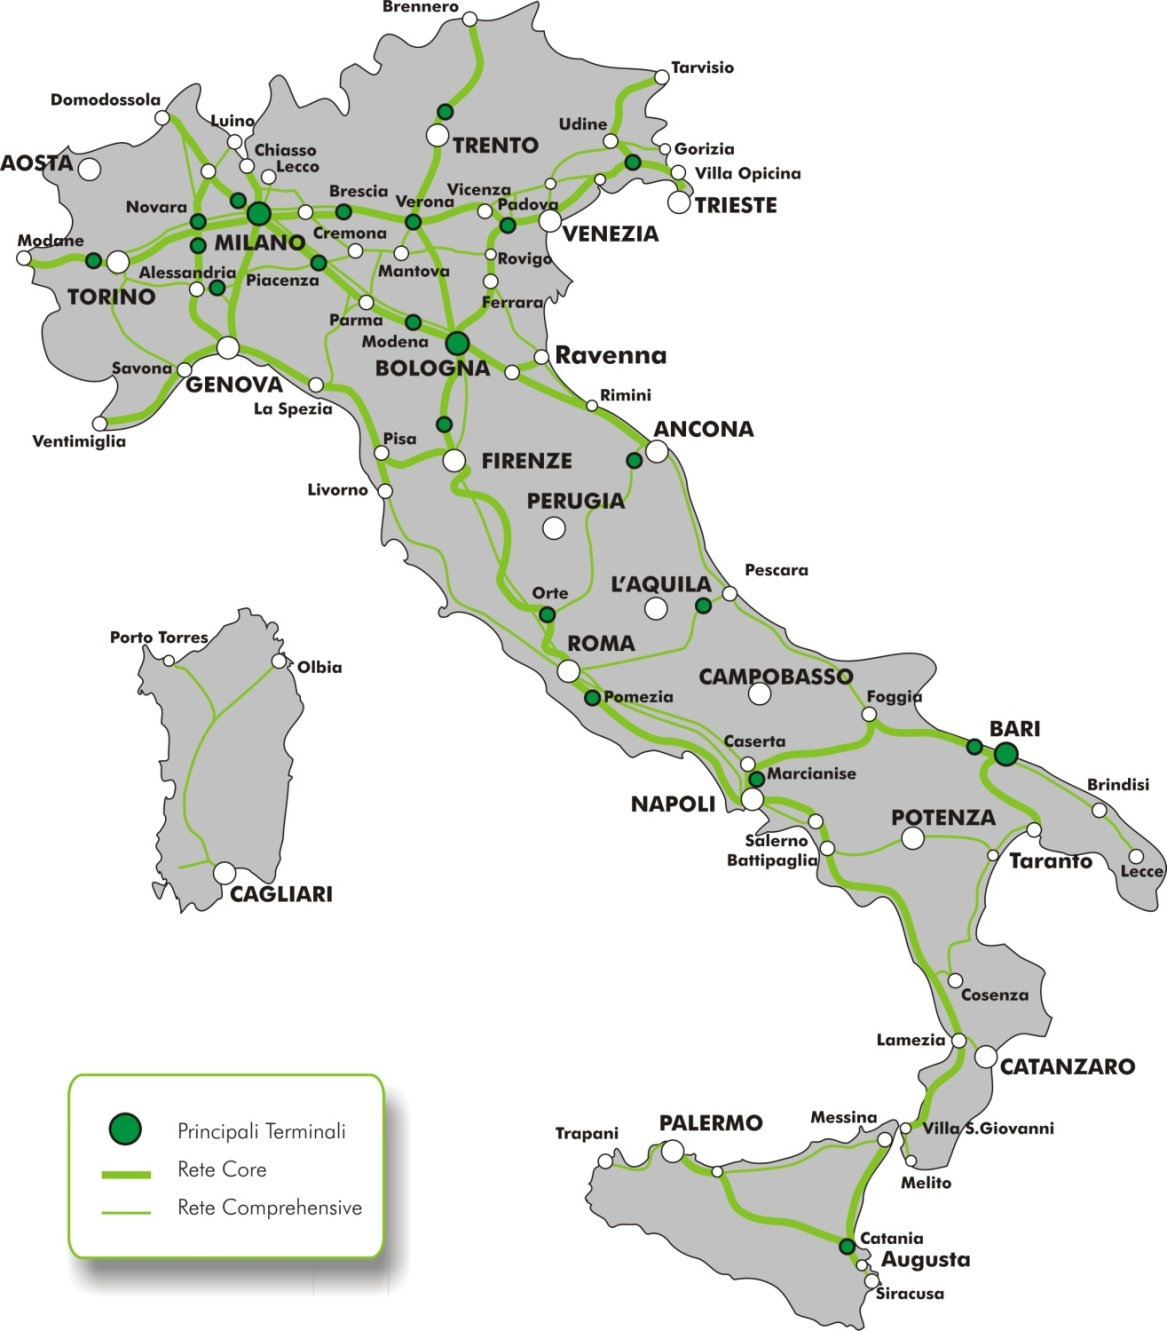 Brennero
Tarvisio
Domodossola
Luino
Udine
Chiasso
TRENTO
Gorizia
AOSTA
Lecco
Villa Opicina
Brescia
Vicenza
Novara
Verona
Padova
TRIESTE
Modane
MILANO
Cremona
VENEZIA
Rovigo
Alessandria
Piacenza
Mantova
TORINO
Ferrara
Parma
Modena
Ravenna
Savona
BOLOGNA
GENOVA
Rimini
La Spezia
Ventimiglia
Pisa
ANCONA
FIRENZE
Livorno
PERUGIA
Pescara
L'AQUILA
Orte
Porto Torres
ROMA
Olbia
CAMPOBASSO
Pomezia
Foggia
BARI
Caserta
Marcianise
Brindisi
NAPOLI
POTENZA
Salerno
Battipaglia
Taranto
Lecce
CAGLIARI
Cosenza
Lamezia
CATANZARO
Messina
PALERMO
Villa S.Giovanni
Trapani
Melito
Catania
Augusta
Siracusa
Principali Terminali
Rete Core
Rete Comprehensive